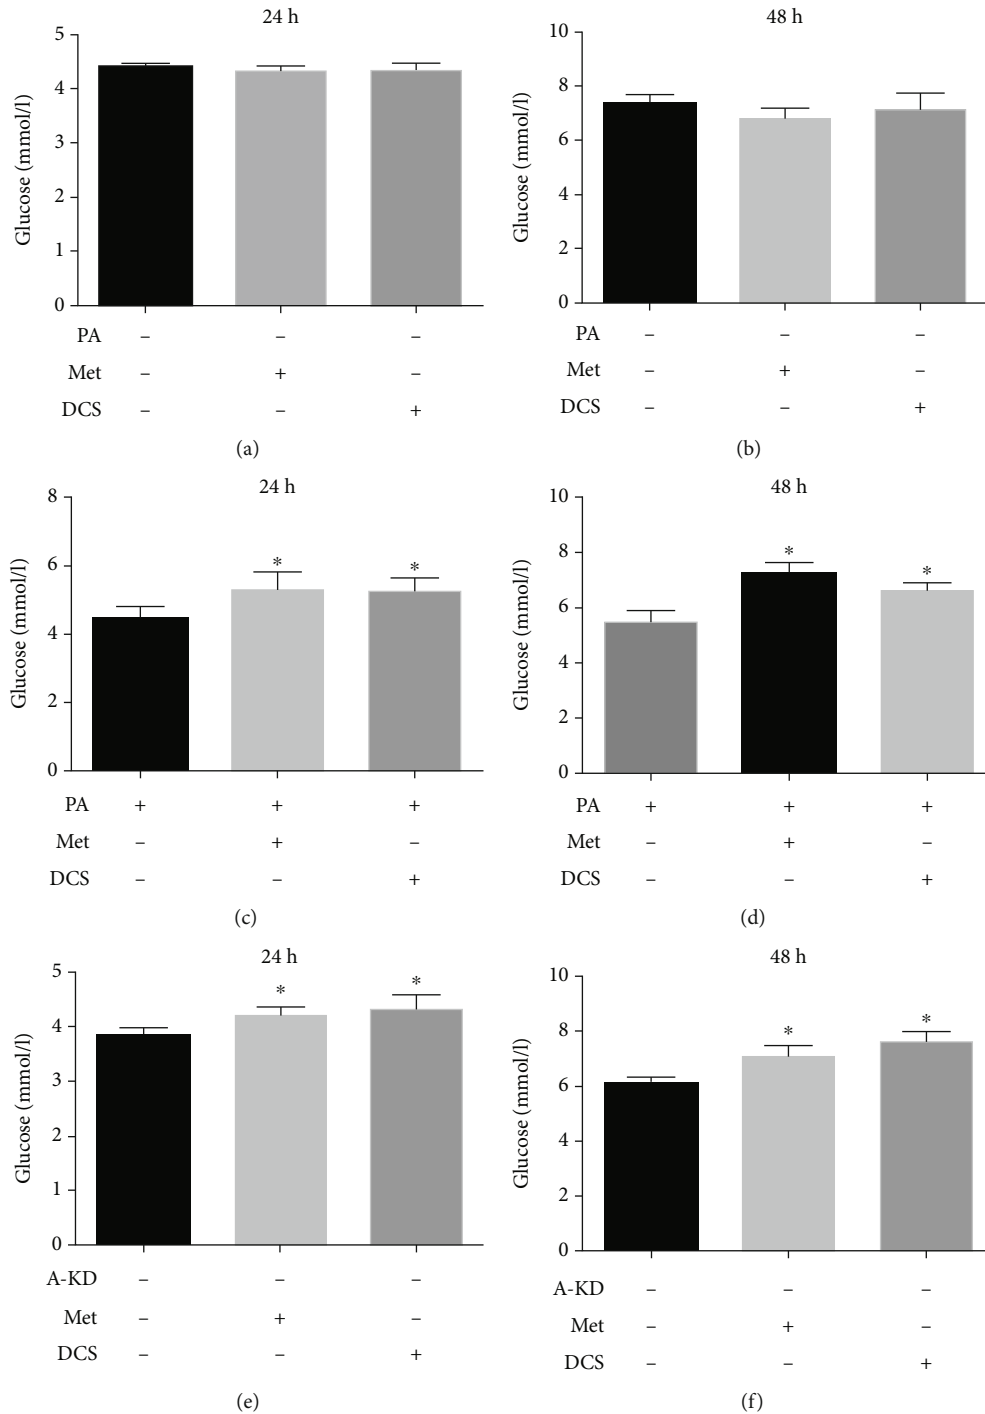 24 h
Glucose (mmol/l)
5
4
3
2
1
0
PA – – –
Met – + –
DCS – – +
(a)
48 h
Glucose (mmol/l)
10
8
6
4
2
0
PA – – –
Met – + –
DCS – – +
(b)
24 h
Glucose (mmol/l)
8
6
4
2
0
* *
PA + + +
Met – + –
DCS – – +
(c)
48 h
Glucose (mmol/l)
10
8
6
4
2
0
* *
PA + + +
Met – + –
DCS – – +
(d)
24 h
Glucose (mmol/l)
5
4
3
2
1
0
* *
A-KD – – –
Met – + –
DCS – – +
(e)
48 h
Glucose (mmol/l)
10
8
6
4
2
0
* *
A-KD – – –
Met – + –
DCS – – +
(f)